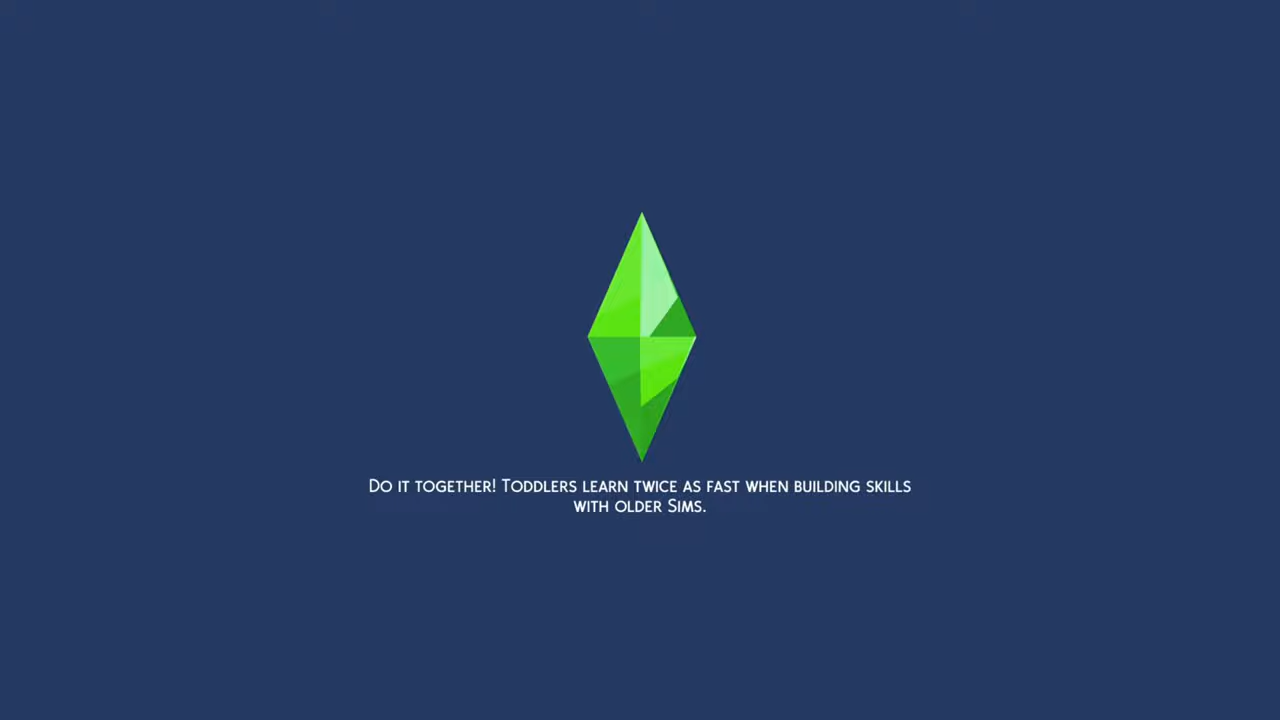 Do it together! Toddlers learn twice as fast when building skills
with older Sims.